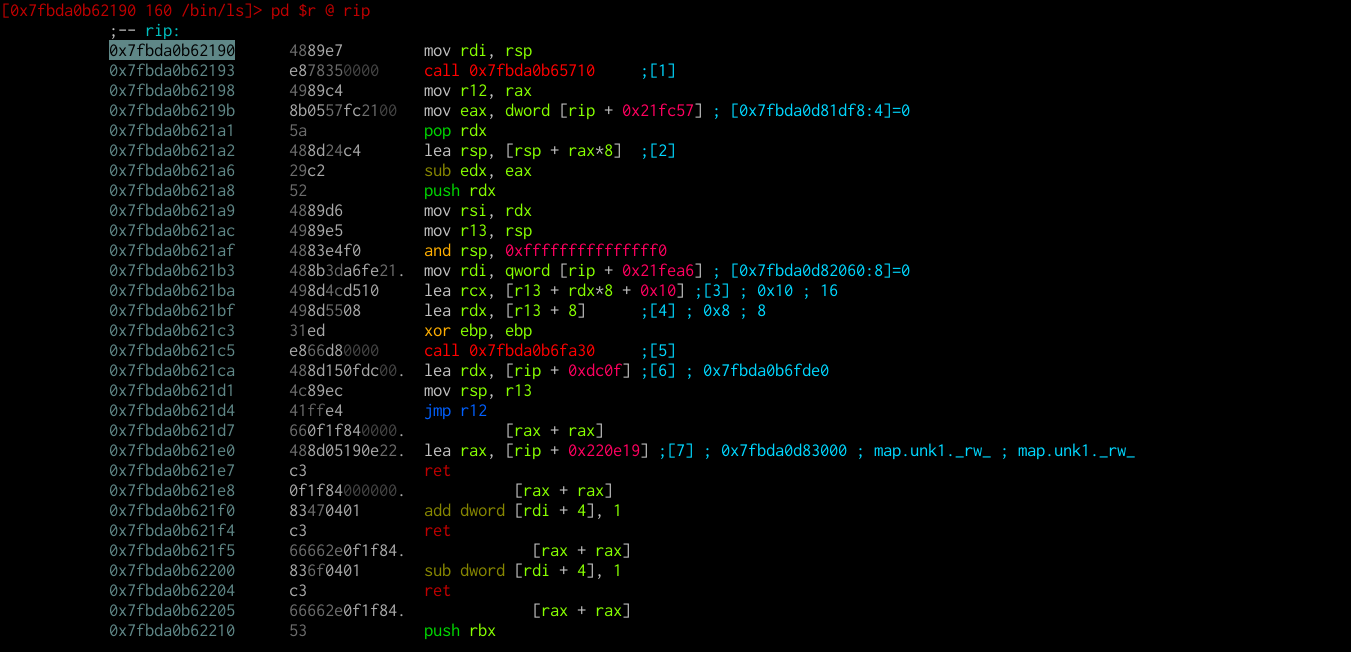 [0x7fbda0b62190 160 /bin/ls]> pd $r @ rip
;-- rip:
0x7fbda0b62190 4889e7 mov rdi, rsp
0x7fbda0b62193 e878350000 call 0x7fbda0b65710 ;[1]
0x7fbda0b62198 4989c4 mov r12, rax
0x7fbda0b6219b 8b0557fc2100 mov eax, dword [rip + 0x21fc57] ; [0x7fbda0d81df8:4]=0
0x7fbda0b621a1 5a pop rdx
0x7fbda0b621a2 488d24c4 lea rsp, [rsp + rax*8] ;[2]
0x7fbda0b621a6 29c2 sub edx, eax
0x7fbda0b621a8 52 push rdx
0x7fbda0b621a9 4889d6 mov rsi, rdx
0x7fbda0b621ac 4989e5 mov r13, rsp
0x7fbda0b621af 4883e4f0 and rsp, 0xfffffffffffffff0
0x7fbda0b621b3 488b3da6fe21. mov rdi, qword [rip + 0x21fea6] ; [0x7fbda0d82060:8]=0
0x7fbda0b621ba 498d4cd510 lea rcx, [r13 + rdx*8 + 0x10] ;[3] ; 0x10 ; 16
0x7fbda0b621bf 498d5508 lea rdx, [r13 + 8] ;[4] ; 0x8 ; 8
0x7fbda0b621c3 31ed xor ebp, ebp
0x7fbda0b621c5 e866d80000 call 0x7fbda0b6fa30 ;[5]
0x7fbda0b621ca 488d150fdc00. lea rdx, [rip + 0xdc0f] ;[6] ; 0x7fbda0b6fde0
0x7fbda0b621d1 4c89ec mov rsp, r13
0x7fbda0b621d4 41ffe4 jmp r12
0x7fbda0b621d7 660f1f840000. [rax + rax]
0x7fbda0b621e0 488d05190e22. lea rax, [rip + 0x220e19] ;[7] ; 0x7fbda0d83000 ; map.unk1._rw_ ; map.unk1._rw_
0x7fbda0b621e7 c3 ret
0x7fbda0b621e8 0f1f84000000. [rax + rax]
0x7fbda0b621f0 83470401 add dword [rdi + 4], 1
0x7fbda0b621f4 c3 ret
0x7fbda0b621f5 66662e0f1f84. [rax + rax]
0x7fbda0b62200 836f0401 sub dword [rdi + 4], 1
0x7fbda0b62204 c3 ret
0x7fbda0b62205 66662e0f1f84. [rax + rax]
0x7fbda0b62210 53 push rbx